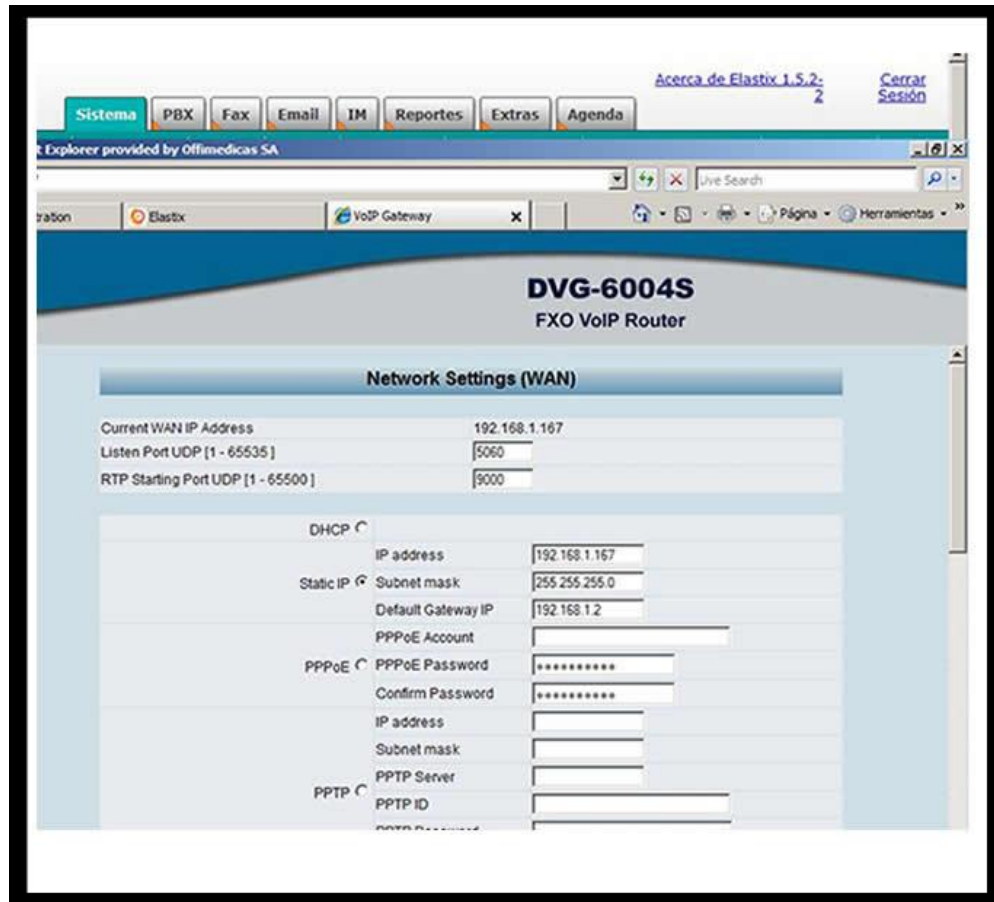 Acerca de Elastix 1.5.2-
2
Cerrar
Sesión
Sistema PBX Fax Email IM Reportes Extras Agenda
t Explorer provided by Offimedicas SA
Live Search
tration Elastix VoIP Gateway Página Herramientas
DVG-6004S
FXO VoIP Router
Network Settings (WAN)
Current WAN IP Address 192.168.1.167
Listen Port UDP [1 - 65535] 5060
RTP Starting Port UDP [1 - 65500] 9000
DHCP
IP address 192.168.1.167
Static IP Subnet mask 255.255.255.0
Default Gateway IP 192.168.1.2
PPPoE Account
PPPoE PPPoE Password
Confirm Password
IP address
Subnet mask
PPTP Server
PPTP
PPTP ID